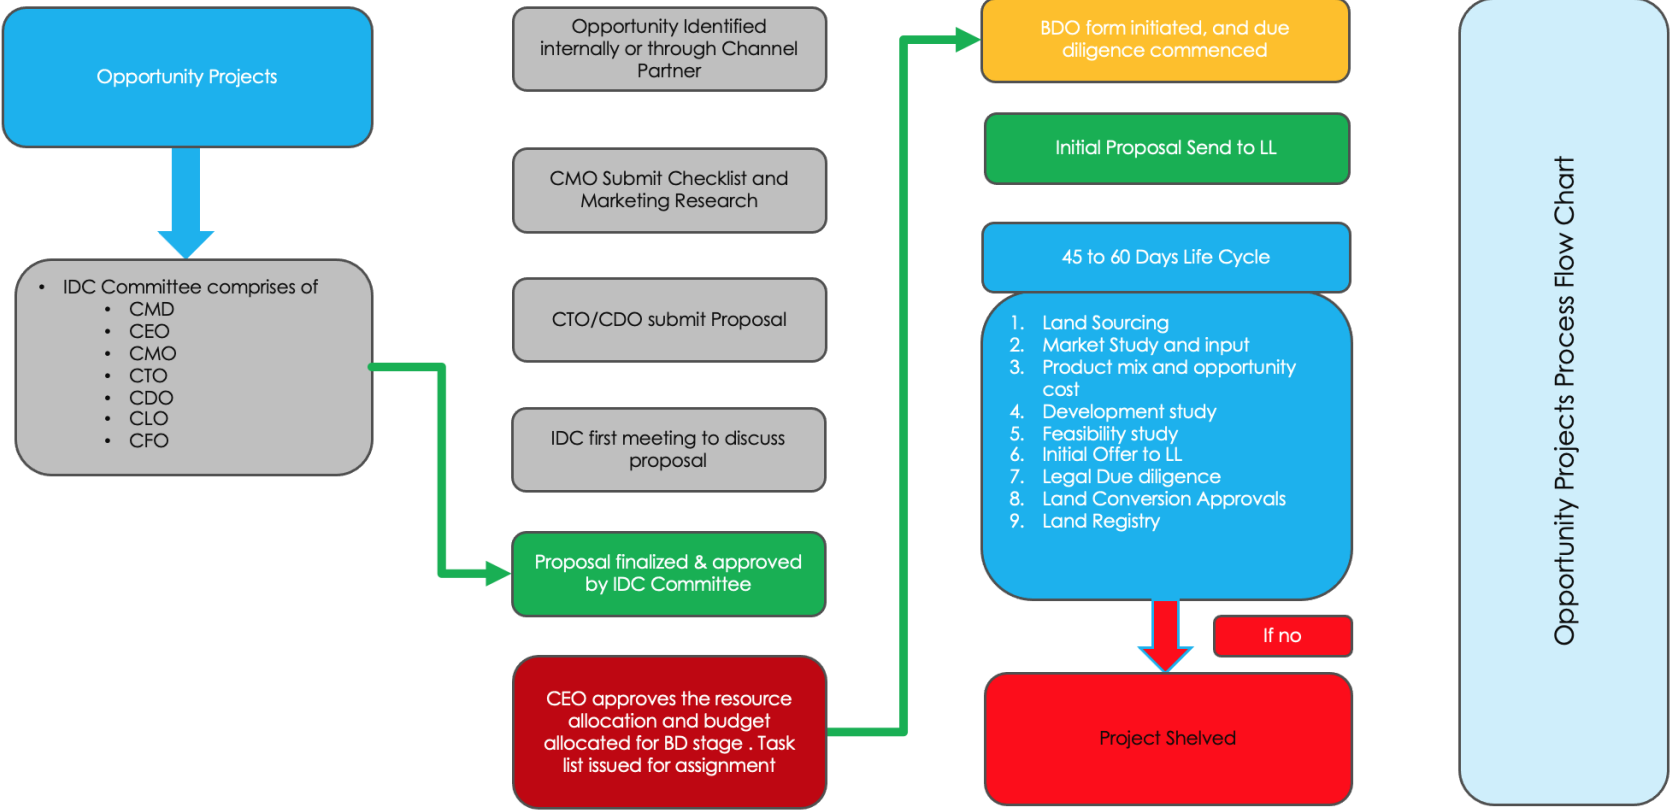 Opportunity Projects
• IDC Committee comprises of
• CMD
• CEO
• CMO
• CTO
• CDO
• CLO
• CFO
Opportunity Identified
internally or through Channel
Partner
CMO Submit Checklist and
Marketing Research
CTO/CDO submit Proposal
IDC first meeting to discuss
proposal
Proposal finalized & approved
by IDC Committee
CEO approves the resource
allocation and budget
allocated for BD stage . Task
list issued for assignment
BDO form initiated, and due
diligence commenced
Initial Proposal Send to LL
45 to 60 Days Life Cycle
1. Land Sourcing
2. Market Study and input
3. Product mix and opportunity
cost
4. Development study
5. Feasibility study
6. Initial Offer to LL
7. Legal Due diligence
8. Land Conversion Approvals
9. Land Registry
If no
Project Shelved
Opportunity Projects Process Flow Chart